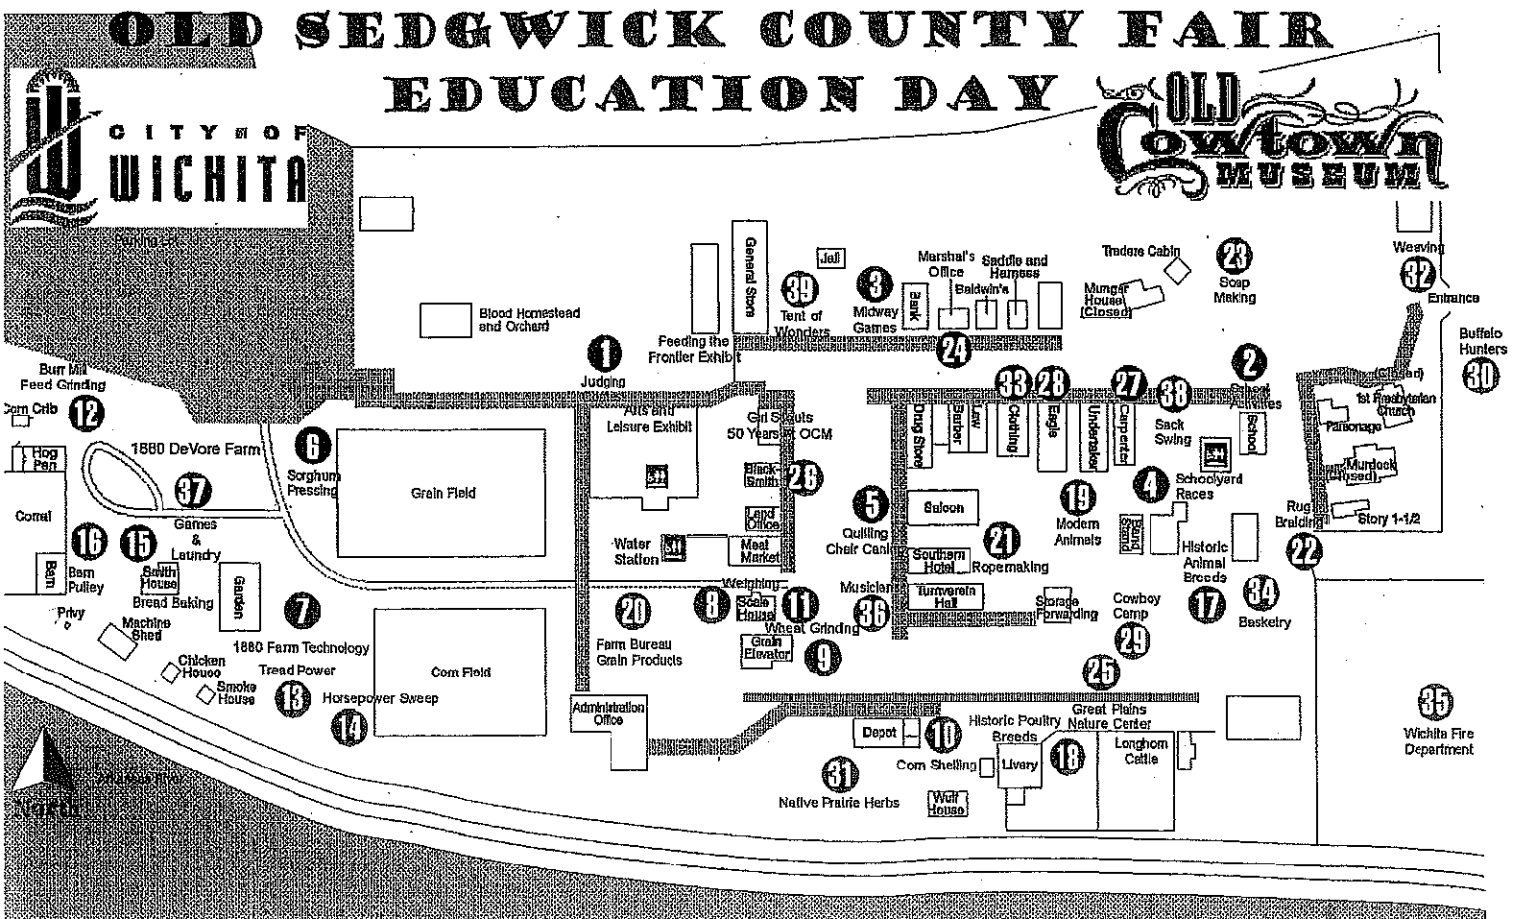 OLD SEDGWICK COUNTY FAIR
EDUCATION DAY
CITY OF
WICHITA
OLD
Cowtown
MUSEUM
Parking Lot
Blood Homestead
and Orchard
General Store
Feeding the
Frontier Exhibit
Jail
39
Tent of
Wonders
3
Midway
Games
Bank
Marshal's
Office
Baldwin's
Saddle and
Harness
24
Traders Cabin
Munger
House
(Closed)
23
Soap
Making
Weaving
32
Entrance
Buffalo
Hunters
30
1
Judging
Burr Mill
Feed Grinding
Corn Crib
12
Hog
Pen
Corral
Barn
1880 DeVore Farm
37
Games
&
Laundry
16
Barn
Pulley
15
Smith
House
Bread Baking
Privy
Machine
Shed
Chicken
House
Smoke
House
Garden
6
Sorghum
Pressing
Grain Field
7
1880 Farm Technology
Tread Power
13
Horsepower Sweep
14
Corn Field
Arts and
Leisure Exhibit
Girl Scouts
50 Years at OCM
Black-
Smith
28
Land
Office
Meat
Market
Water
Station
20
Farm Bureau
Grain Products
Weighing
8
Scale
House
11
Wheat Grinding
Grain
Elevator
9
Administration
Office
5
Quilting
Chair Caning
Musician
36
33
28
27
38
2
School
Activities
Drug Store
Barber
Law
Clothing
Eagle
Undertaker
Carpenter
Sack
Swing
School
Saloon
Southern
Hotel
Turnverein
Hall
21
Ropemaking
19
Modern
Animals
4
Schoolyard
Races
Band
Stand
Storage
Forwarding
Historic
Animal
Breeds
17
34
Basketry
Cowboy
Camp
29
25
Great Plains
Nature Center
(Closed)
1st Presbyterian
Church
Parsonage
Murdock
(Closed)
Story 1-1/2
Rug
Braiding
22
35
Wichita Fire
Department
Depot
10
Corn Shelling
Historic Poultry
Breeds
18
Livery
Longhorn
Cattle
31
Native Prairie Herbs
Wulf
House
North